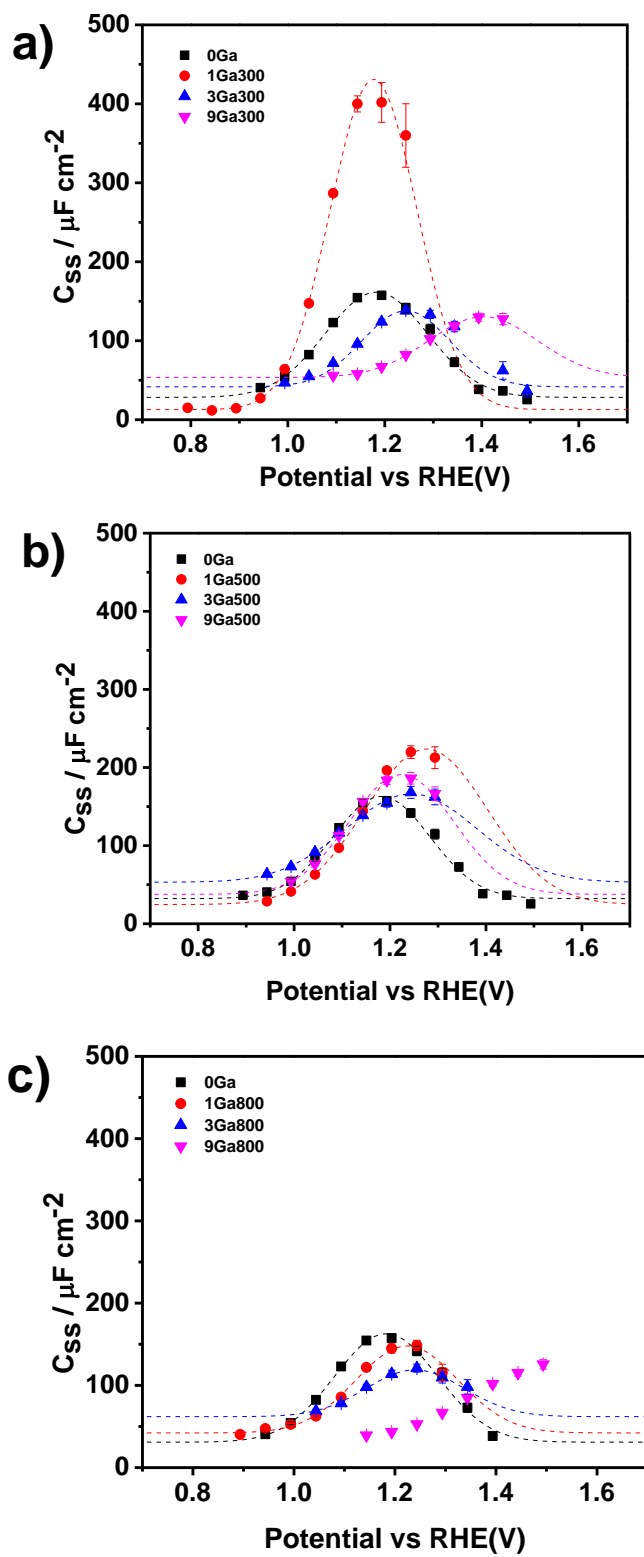 a)
0Ga
1Ga300
3Ga300
9Ga300
500
400
300
200
100
0
C_SS / μF cm-2
0.8 1.0 1.2 1.4 1.6
Potential vs RHE(V)
b)
0Ga
1Ga500
3Ga500
9Ga500
500
400
300
200
100
0
C_SS / μF cm-2
0.8 1.0 1.2 1.4 1.6
Potential vs RHE(V)
c)
0Ga
1Ga800
3Ga800
9Ga800
500
400
300
200
100
0
C_SS / μF cm-2
0.8 1.0 1.2 1.4 1.6
Potential vs RHE(V)